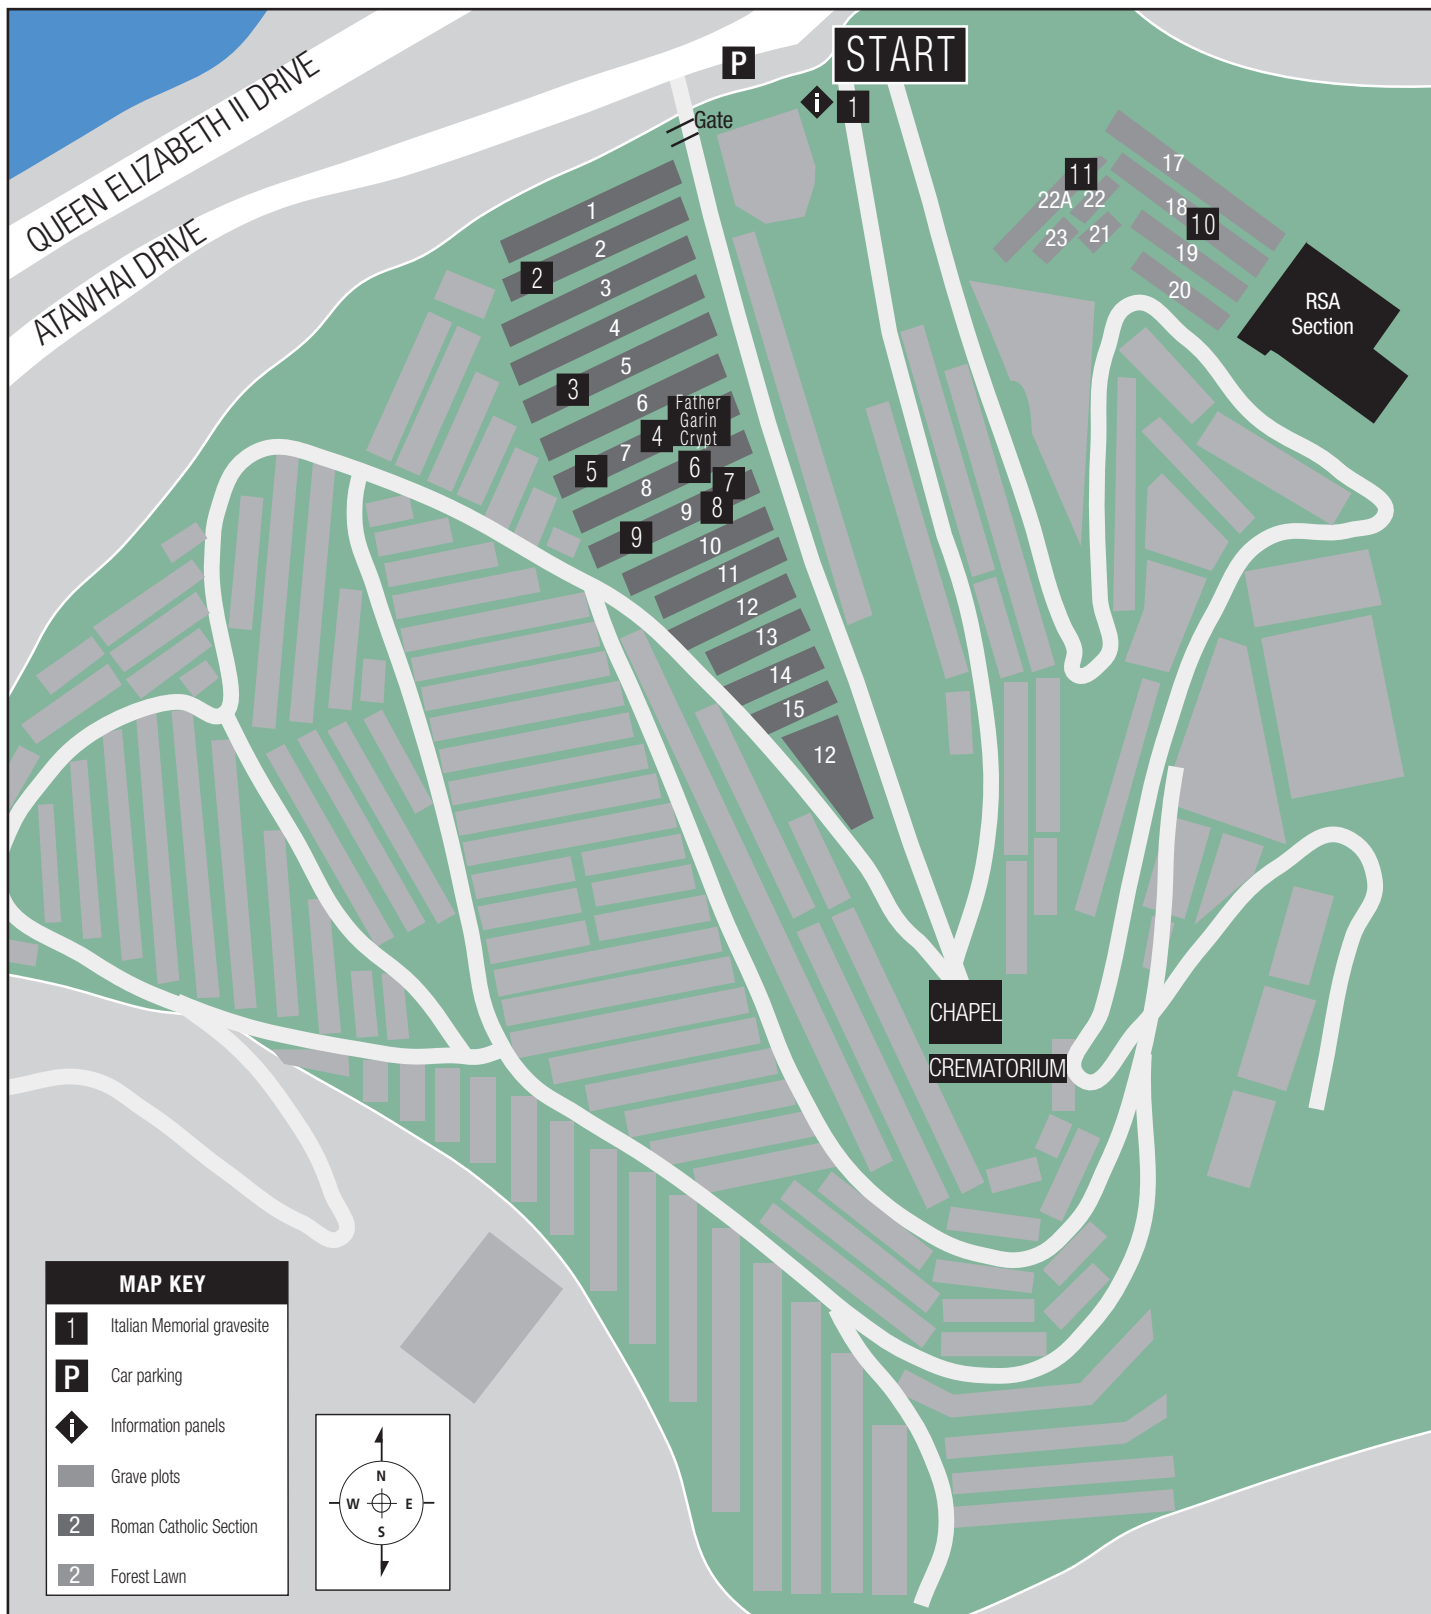 START
P
i
1
QUEEN ELIZABETH II DRIVE
ATAWHAI DRIVE
Gate
1
2
2
3
4
5
3
6
Father
Garin
Crypt
4
7
5
6
8
7
8
9
9
10
11
12
13
14
15
12
17
11
22A
22
18
10
23
21
19
20
RSA
Section
CHAPEL
CREMATORIUM
MAP KEY
1 Italian Memorial gravesite
P Car parking
i Information panels
Grave plots
2 Roman Catholic Section
2 Forest Lawn
N
W E
S